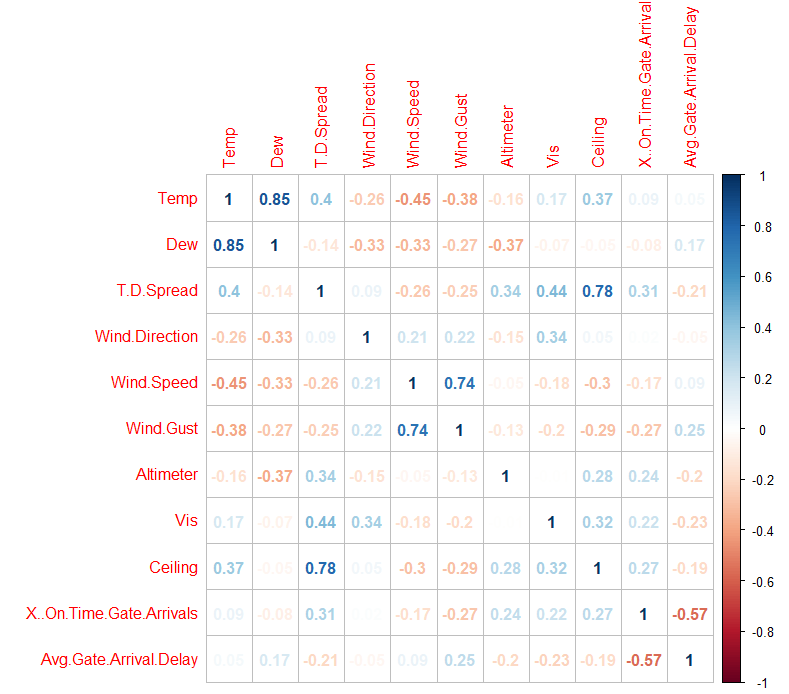 Temp Dew T.D.Spread Wind.Direction Wind.Speed Wind.Gust Altimeter Vis Ceiling X..On.Time.Gate.Arrivals Avg.Gate.Arrival.Delay
Temp 1 0.85 0.4 -0.26 -0.45 -0.38 -0.16 0.17 0.37 0.09 0.05 1
Dew 0.85 1 -0.14 -0.33 -0.33 -0.27 -0.37 -0.07 -0.05 -0.08 0.17 0.8
T.D.Spread 0.4 -0.14 1 0.09 -0.26 -0.25 0.34 0.44 0.78 0.31 -0.21 0.6
Wind.Direction -0.26 -0.33 0.09 1 0.21 0.22 -0.15 0.34 0.05 -0.05 0.4
Wind.Speed -0.45 -0.33 -0.26 0.21 1 0.74 -0.05 -0.18 -0.3 -0.17 0.09 0.2
Wind.Gust -0.38 -0.27 -0.25 0.22 0.74 1 -0.13 -0.2 -0.29 -0.27 0.25 0
Altimeter -0.16 -0.37 0.34 -0.15 -0.05 -0.13 1 0.28 0.24 -0.2 -0.2
Vis 0.17 -0.07 0.44 0.34 -0.18 -0.2 1 0.32 0.22 -0.23 -0.4
Ceiling 0.37 -0.05 0.78 0.05 -0.3 -0.29 0.28 0.32 1 0.27 -0.19 -0.6
X..On.Time.Gate.Arrivals 0.09 -0.08 0.31 -0.17 -0.27 0.24 0.22 0.27 1 -0.57 -0.8
Avg.Gate.Arrival.Delay 0.05 0.17 -0.21 -0.05 0.09 0.25 -0.2 -0.23 -0.19 -0.57 1 -1